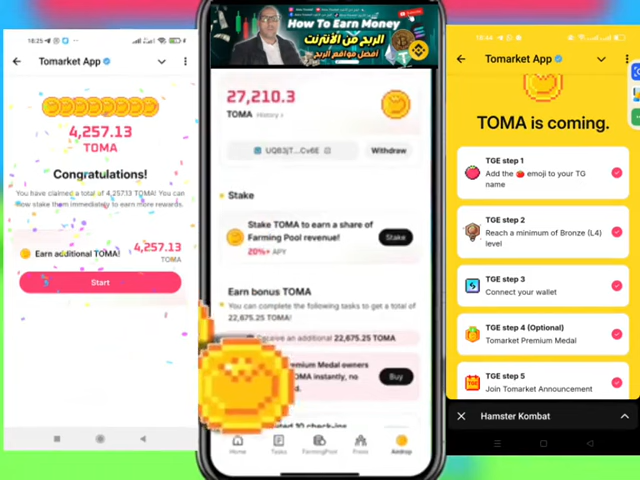 18:25
Tomarket App
4,257.13
TOMA
Congratulations!
You have claimed a total of 4,257.13 TOMA! You can
now stake them immediately to earn more rewards.
Earn additional TOMA!
4,257.13
TOMA
Start
How To Earn Money
الربح من الأنترنت
أفضل مواقع الربح
27,210.3
TOMA
History >
UQB3jT...Cv6E
Withdraw
Stake
Stake TOMA to earn a share of
Farming Pool revenue!
20%+ APY
Stake
Earn bonus TOMA
You can complete the following tasks to get a total of
22,675.25 TOMA!
Receive an additional 22,675.25 TOMA
emium Medal owners
OMA instantly, no
Buy
Home
Tasks
FarmingPool
Airdrop
Tomarket App
TOMA is coming.
TGE step 1
Add the 🍅 emoji to your TG
name
TGE step 2
Reach a minimum of Bronze (L4)
level
TGE step 3
Connect your wallet
TGE step 4 (Optional)
Tomarket Premium Medal
TGE step 5
Join Tomarket Announcement
Hamster Kombat